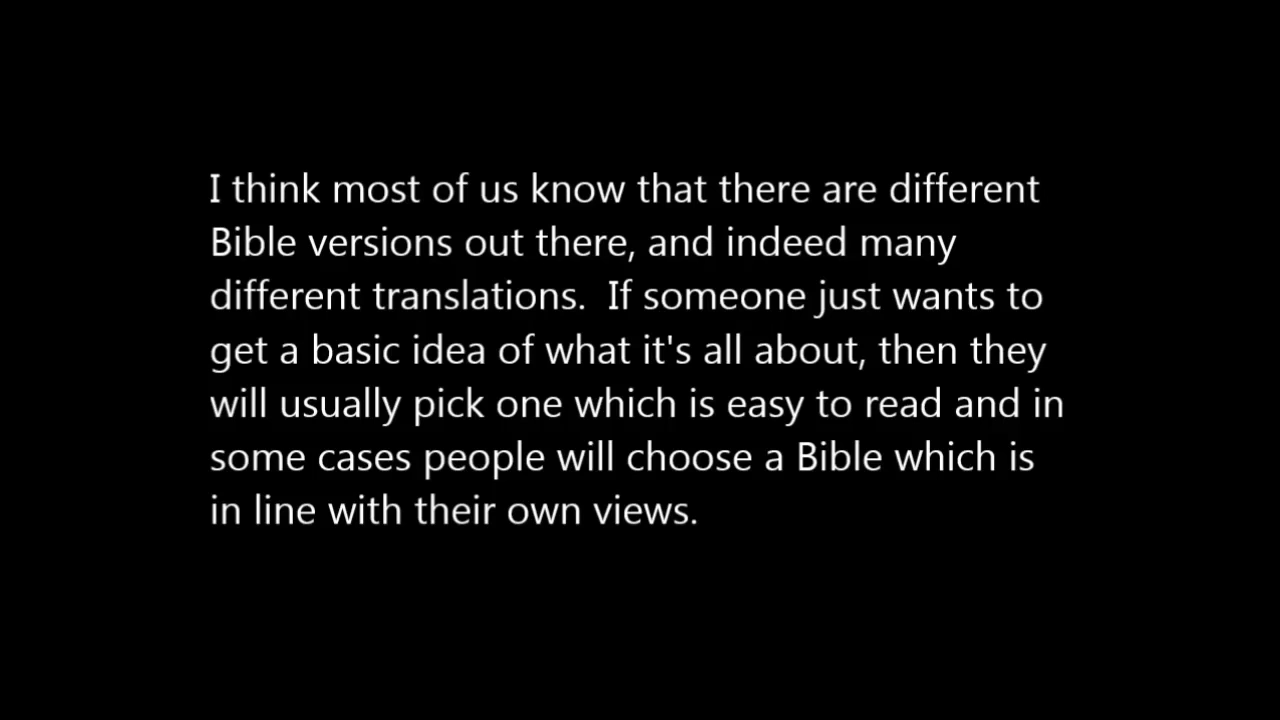 I think most of us know that there are different
Bible versions out there, and indeed many
different translations.  If someone just wants to
get a basic idea of what it's all about, then they
will usually pick one which is easy to read and in
some cases people will choose a Bible which is
in line with their own views.